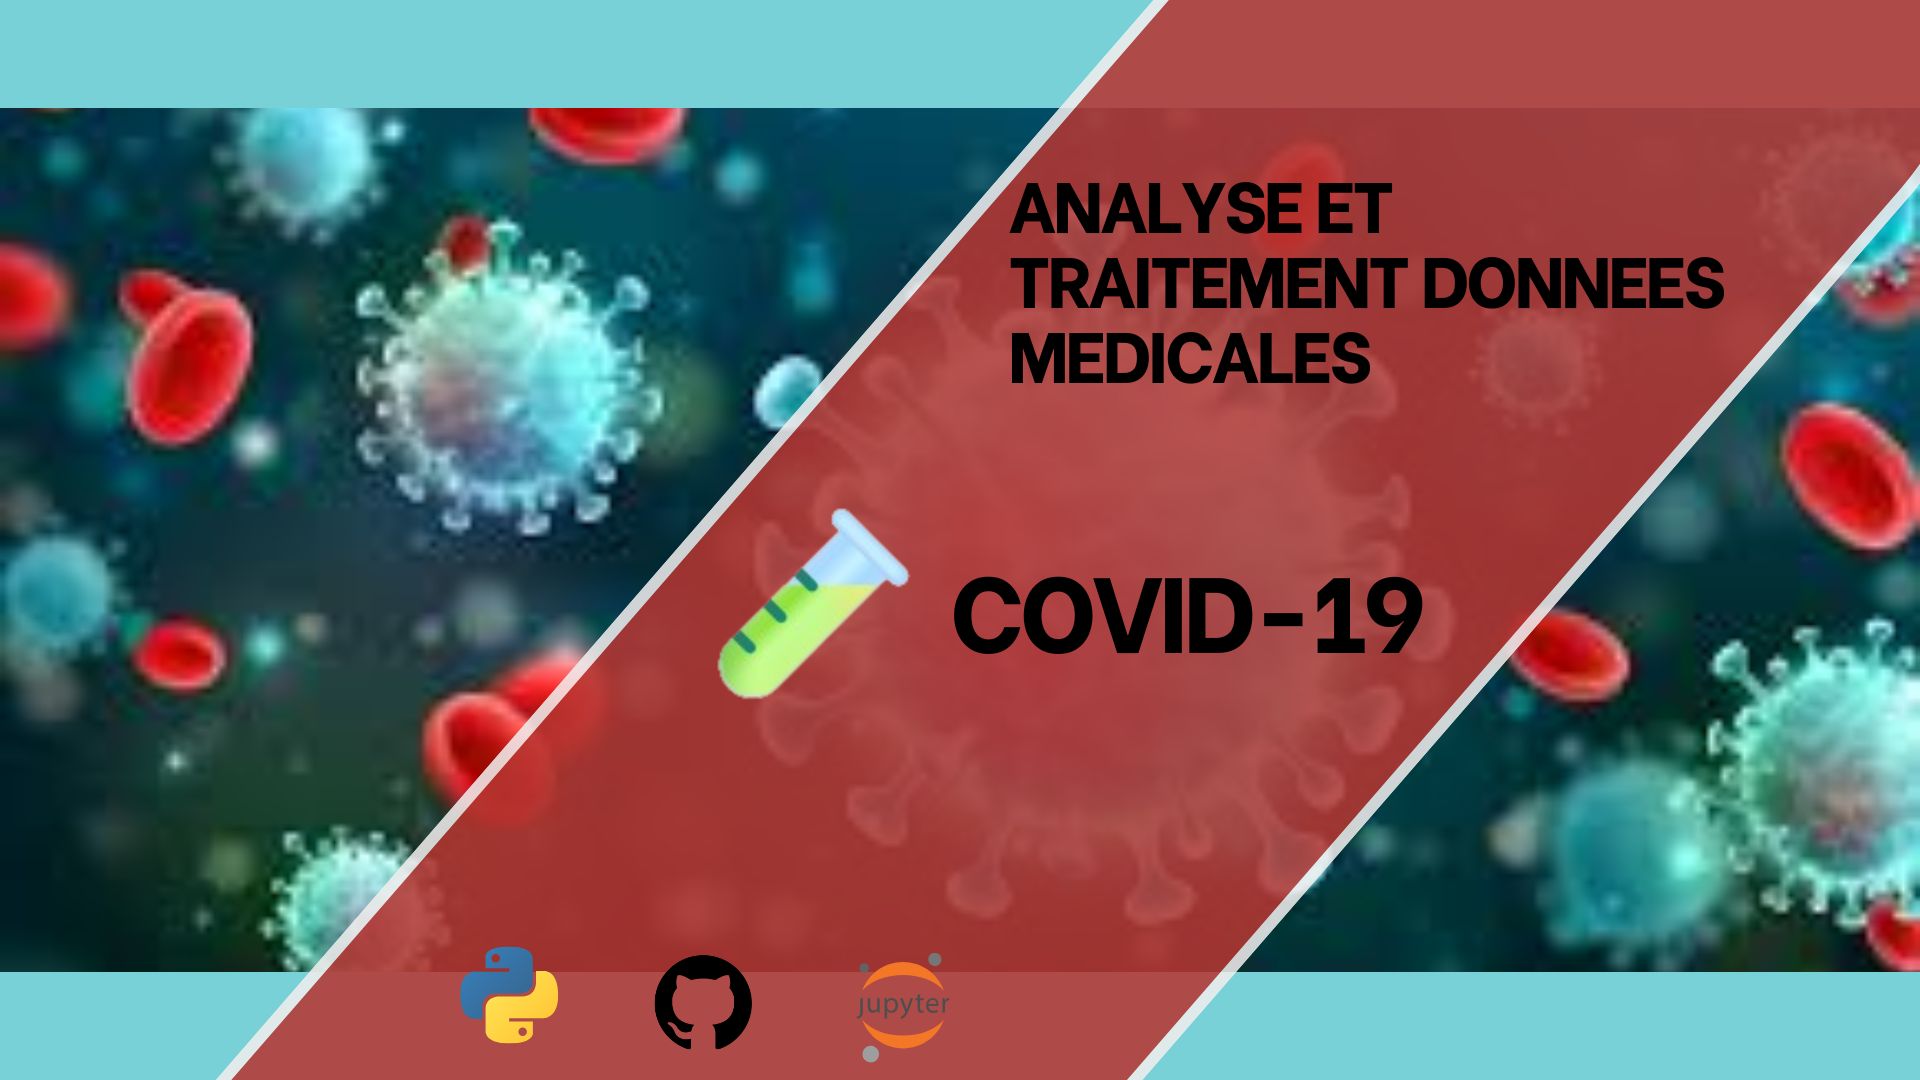 ANALYSE ET
TRAITEMENT DONNEES
MEDICALES
COVID-19
jupyter